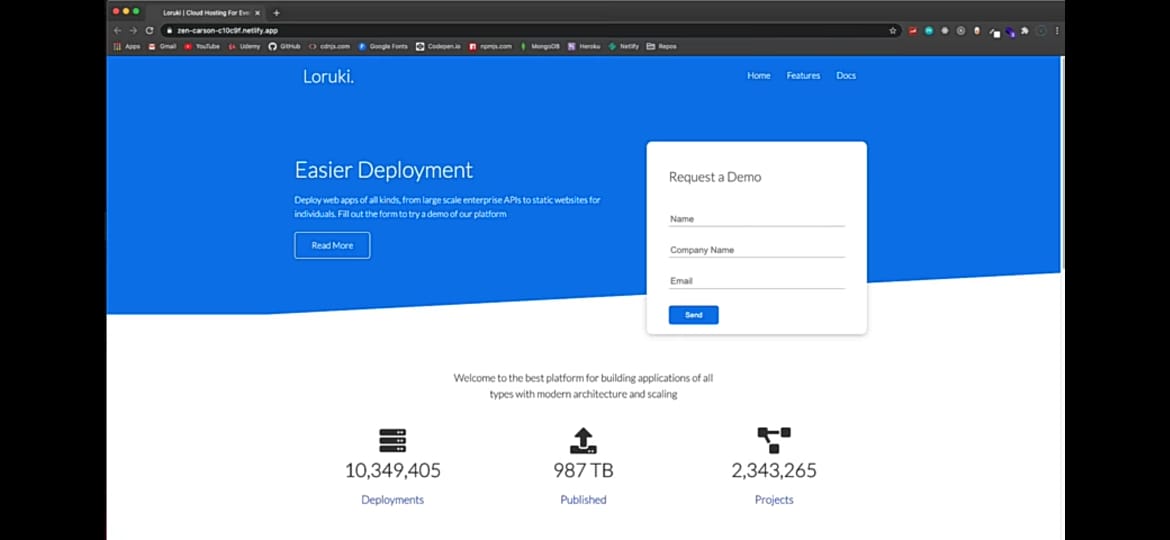 Loruki | Cloud Hosting For Ever
zen-carson-c10c9f.netlify.app
Apps Gmail YouTube Udemy GitHub cdnjs.com Google Fonts Codepen.io npmjs.com MongoDB Heroku Netlify Repos
Loruki.
Home Features Docs
Easier Deployment
Deploy web apps of all kinds, from large scale enterprise APIs to static websites for
individuals. Fill out the form to try a demo of our platform
Read More
Request a Demo
Name
Company Name
Email
Send
Welcome to the best platform for building applications of all
types with modern architecture and scaling
10,349,405 987 TB 2,343,265
Deployments Published Projects